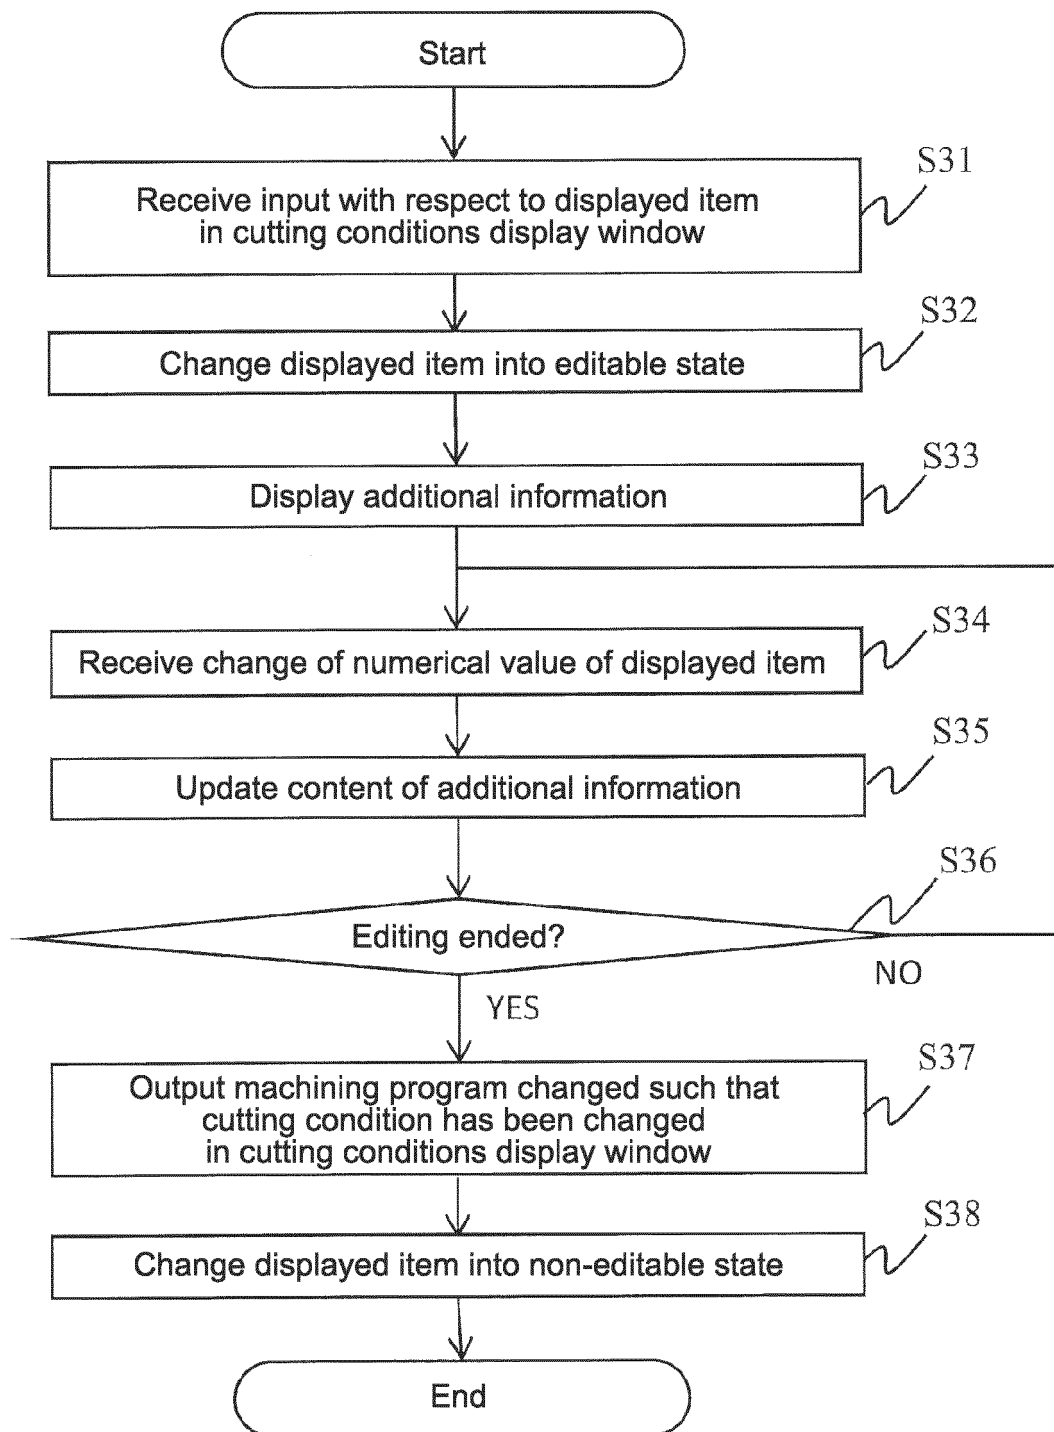 Start
S31
Receive input with respect to displayed item
in cutting conditions display window
S32
Change displayed item into editable state
S33
Display additional information
S34
Receive change of numerical value of displayed item
S35
Update content of additional information
S36
Editing ended?
NO
YES
S37
Output machining program changed such that
cutting condition has been changed
in cutting conditions display window
S38
Change displayed item into non-editable state
End